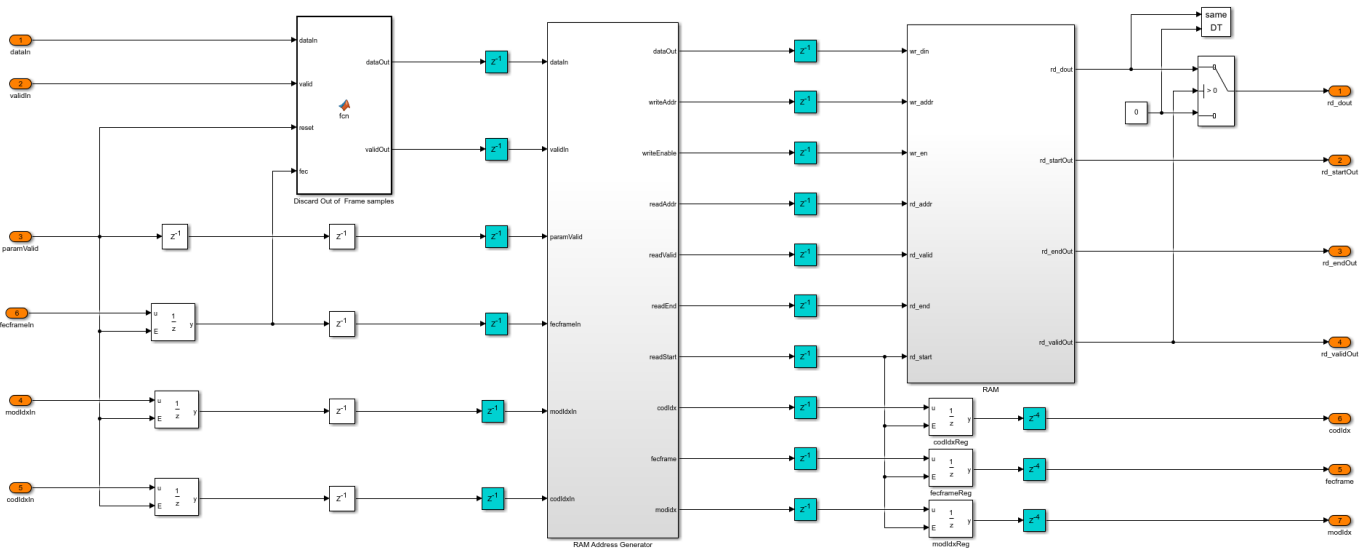 1
dataIn
2
validIn
3
paramValid
6
fecframeIn
4
modIdxIn
5
codIdxIn
dataIn
valid
reset
fec
fcn
dataOut
validOut
Discard Out of Frame samples
z⁻¹
z⁻¹
z⁻¹
z⁻¹
z⁻¹
u
E
1
z
y
z⁻¹
z⁻¹
u
E
1
z
y
z⁻¹
z⁻¹
u
E
1
z
y
z⁻¹
z⁻¹
dataIn
validIn
paramValid
fecframeIn
modIdxIn
codIdxIn
dataOut
writeAddr
writeEnable
readAddr
readValid
readEnd
readStart
codIdx
fecframe
modidx
RAM Address Generator
z⁻¹
z⁻¹
z⁻¹
z⁻¹
z⁻¹
z⁻¹
z⁻¹
z⁻¹
z⁻¹
z⁻¹
wr_din
wr_addr
wr_en
rd_addr
rd_valid
rd_end
rd_start
rd_dout
rd_startOut
rd_endOut
rd_validOut
RAM
same
DT
0
> 0
1
rd_dout
2
rd_startOut
3
rd_endOut
4
rd_validOut
u
E
1
z
y
codIdxReg
z⁻⁴
6
codIdx
u
E
1
z
y
fecframeReg
z⁻⁴
5
fecframe
u
E
1
z
y
modIdxReg
z⁻⁴
7
modIdx